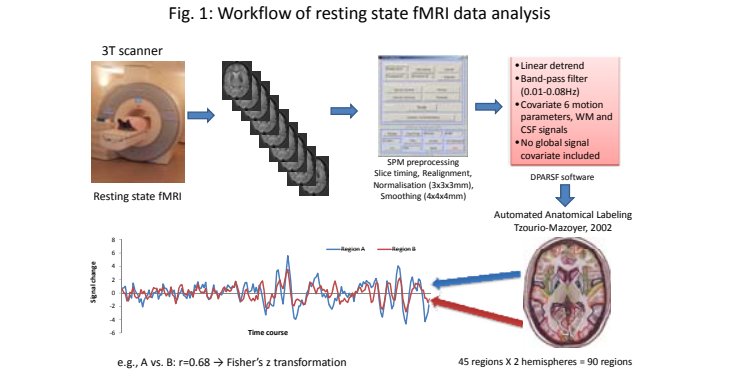 Fig. 1: Workflow of resting state fMRI data analysis
3T scanner
Resting state fMRI
SPM preprocessing
Slice timing, Realignment,
Normalisation (3x3x3mm),
Smoothing (4x4x4mm)
•Linear detrend
•Band-pass filter
(0.01-0.08Hz)
•Covariate 6 motion
parameters, WM and
CSF signals
•No global signal
covariate included
DPARSF software
Automated Anatomical Labeling
Tzourio-Mazoyer, 2002
Signal change
8
6
4
2
0
-2
-4
-6
Region A
Region B
Time course
e.g., A vs. B: r=0.68 → Fisher's z transformation
45 regions X 2 hemispheres = 90 regions